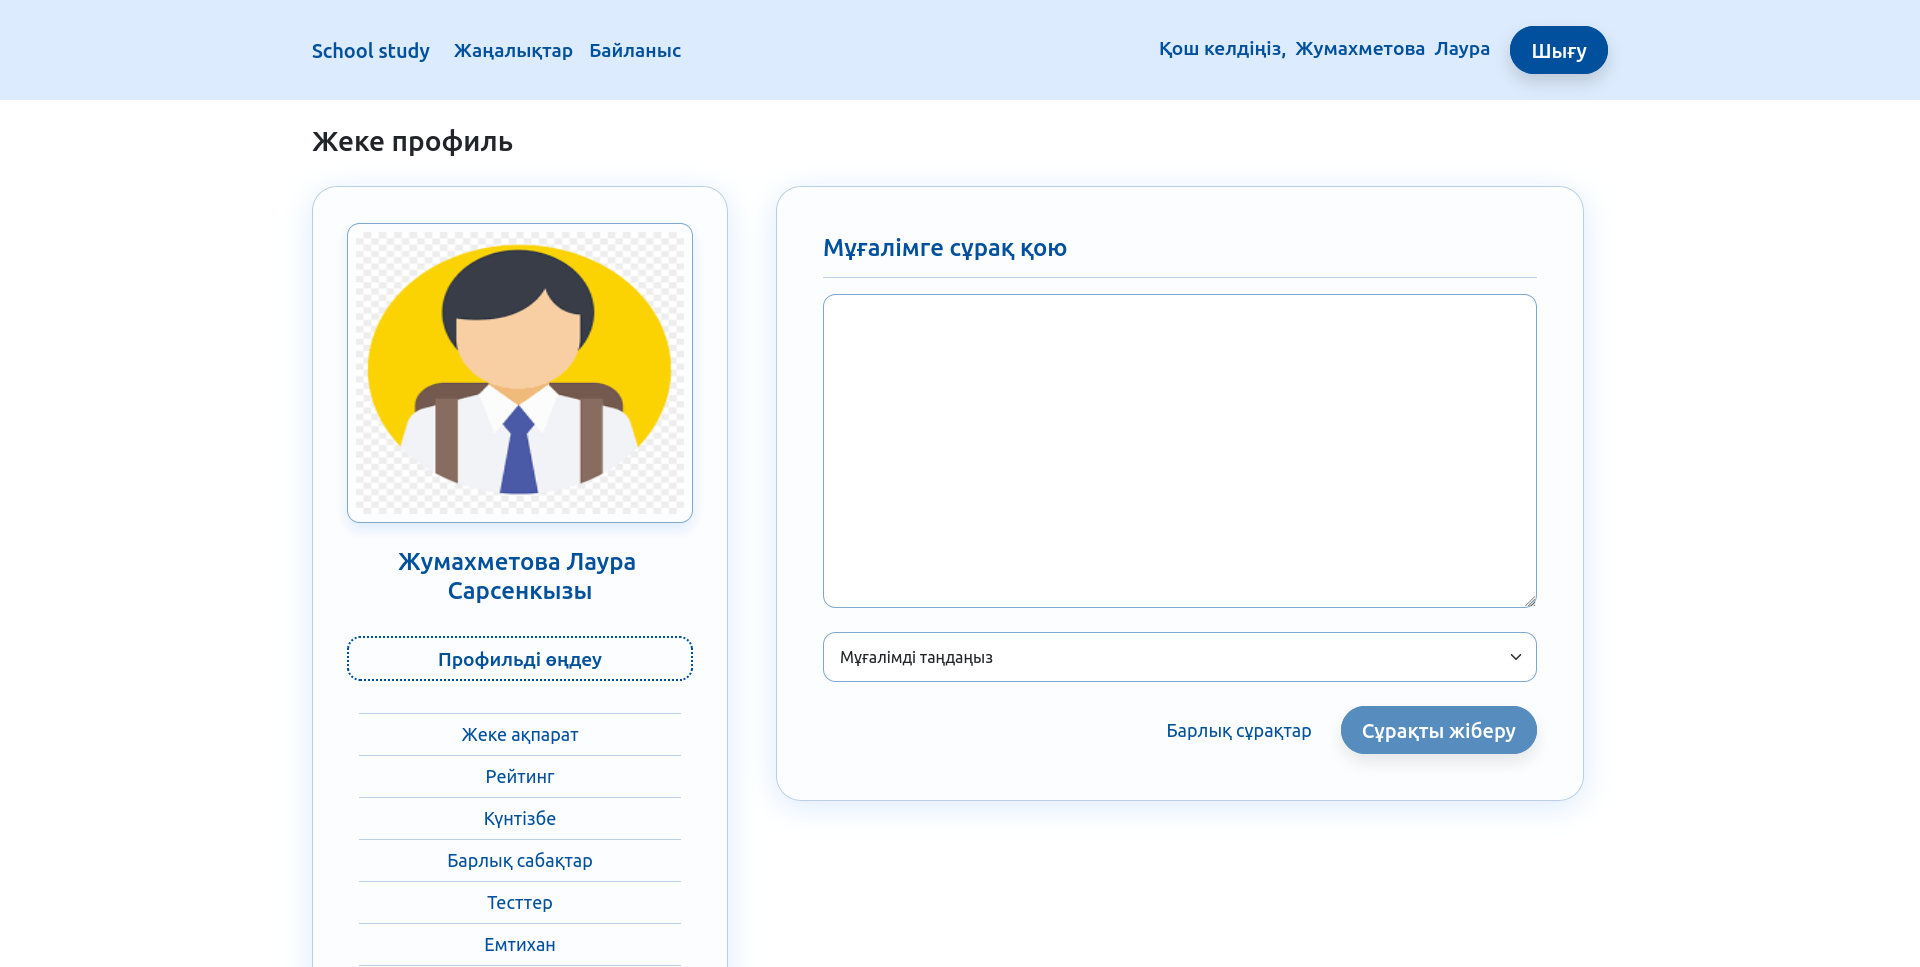 School study Жаңалықтар Байланыс Қош келдіңіз, Жумахметова Лаура Шығу
Жеке профиль
Жумахметова Лаура
Сарсенкызы
Профильді өңдеу
Жеке ақпарат
Рейтинг
Күнтізбе
Барлық сабақтар
Тесттер
Емтихан
Мұғалімге сұрақ қою
Мұғалімді таңдаңыз
Барлық сұрақтар Сұрақты жіберу